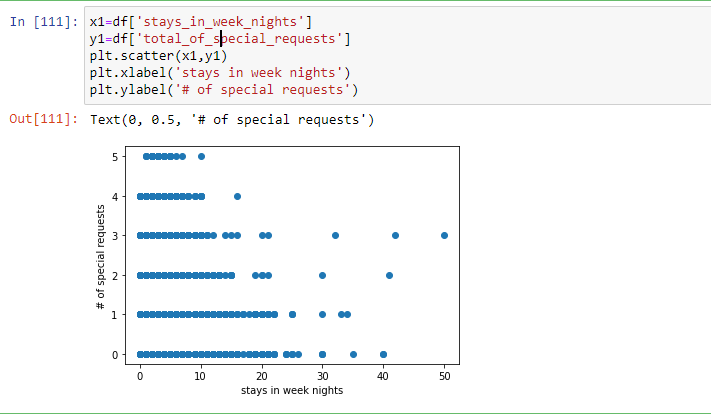 In [111]: x1=df['stays_in_week_nights']
y1=df['total_of_special_requests']
plt.scatter(x1,y1)
plt.xlabel('stays in week nights')
plt.ylabel('# of special requests')
Out[111]: Text(0, 0.5, '# of special requests')
# of special requests
5
4
3
2
1
0
0 10 20 30 40 50
stays in week nights